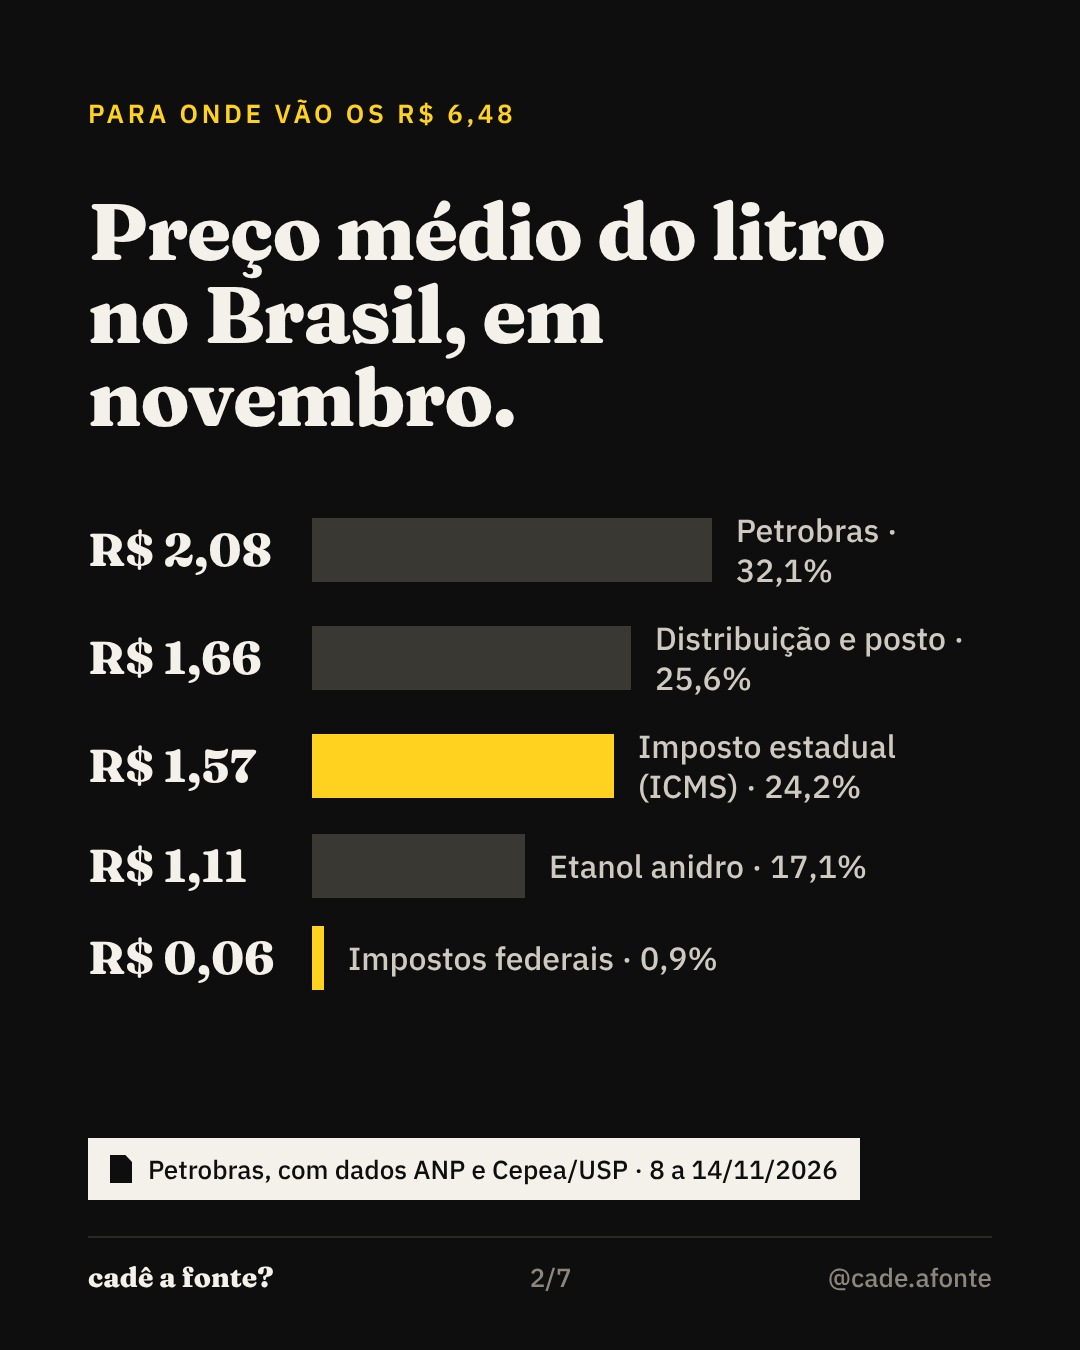 PARA ONDE VÃO OS R$ 6,48
Preço médio do litro
no Brasil, em
novembro.
R$ 2,08
Petrobras ·
32,1%
R$ 1,66
Distribuição e posto ·
25,6%
R$ 1,57
Imposto estadual
(ICMS) · 24,2%
R$ 1,11
Etanol anidro · 17,1%
R$ 0,06
Impostos federais · 0,9%
Petrobras, com dados ANP e Cepea/USP · 8 a 14/11/2026
cadê a fonte?
2/7
@cade.afonte